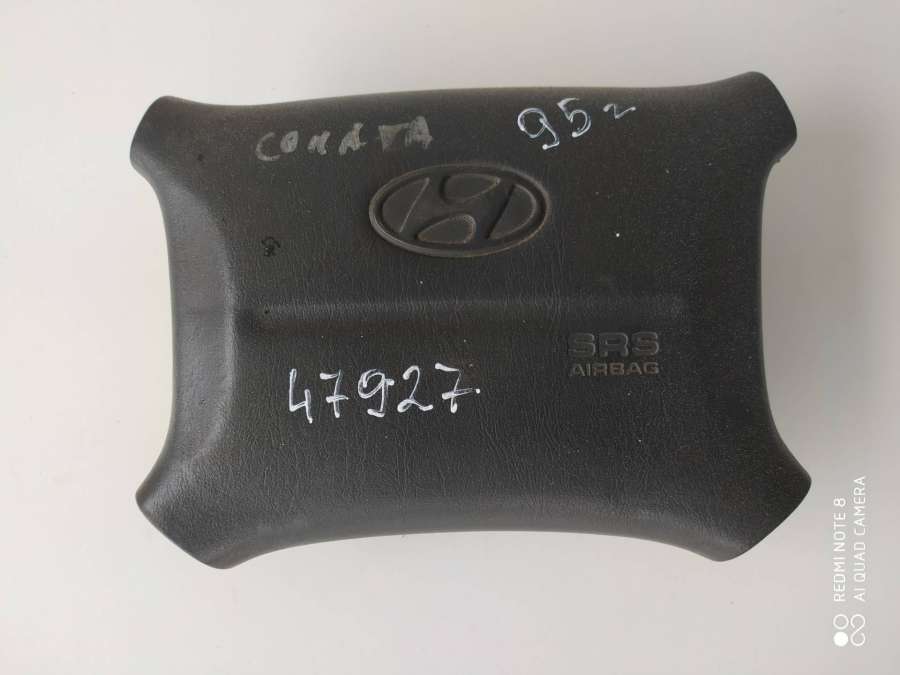 СОНАТА 95г
SRS
AIRBAG
47927.
REDMI NOTE 8
AI QUAD CAMERA